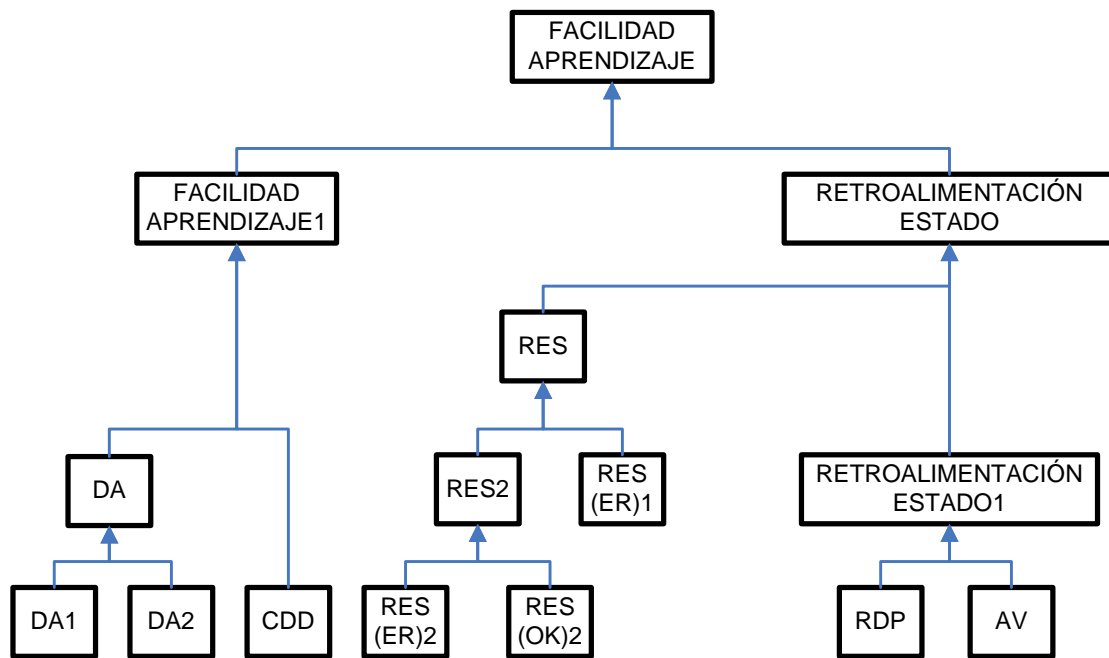 FACILIDAD
APRENDIZAJE
FACILIDAD
APRENDIZAJE1
RETROALIMENTACIÓN
ESTADO
RES
DA
RES2
RES
(ER)1
RETROALIMENTACIÓN
ESTADO1
DA1
DA2
CDD
RES
(ER)2
RES
(OK)2
RDP
AV